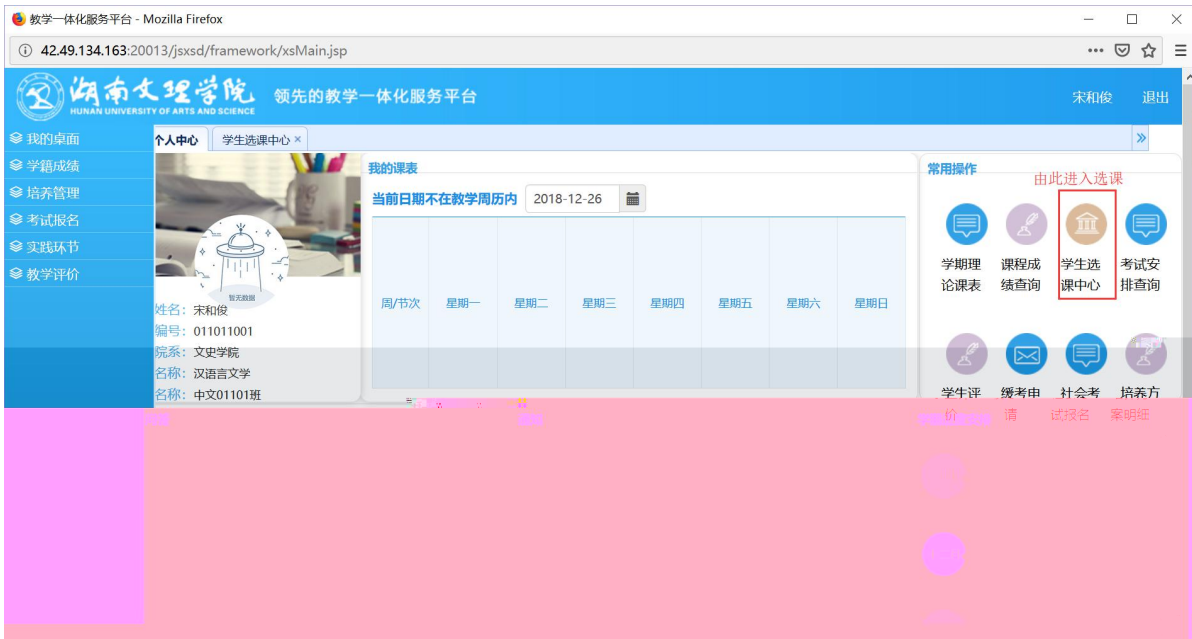 教学一体化服务平台 - Mozilla Firefox
42.49.134.163:20013/jsxsd/framework/xsMain.jsp
湖南文理学院
HUNAN UNIVERSITY OF ARTS AND SCIENCE
领先的教学一体化服务平台
宋和俊 退出
我的桌面
学籍成绩
培养管理
考试报名
实践环节
教学评价
个人中心 学生选课中心 ×
暂无数据
姓名：宋和俊
编号：011011001
院系：文史学院
名称：汉语言文学
名称：中文01101班
我的课表
当前日期不在教学周历内 2018-12-26
周/节次 星期一 星期二 星期三 星期四 星期五 星期六 星期日
常用操作
由此进入选课
学期理论课表
课程成绩查询
学生选课中心
考试安排查询
学生评价
缓考申请
社会考试报名
培养方案明细